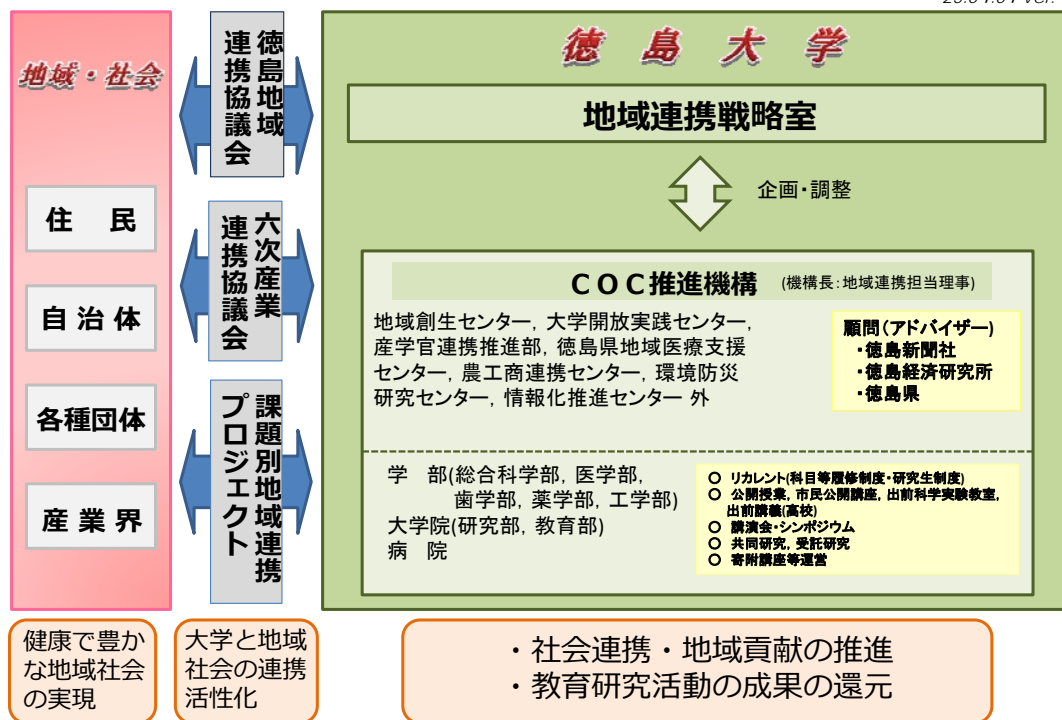 地域・社会
住 民
自 治 体
各種団体
産 業 界
徳島地域
連携協議会
六次産業
連携協議会
課題別地域連携
プロジェクト
徳 島 大 学
地域連携戦略室
企画・調整
COC推進機構 (機構長:地域連携担当理事)
地域創生センター, 大学開放実践センター,
産学官連携推進部, 徳島県地域医療支援
センター, 農工商連携センター, 環境防災
研究センター, 情報化推進センター 外
顧問(アドバイザー)
・徳島新聞社
・徳島経済研究所
・徳島県
学 部(総合科学部, 医学部,
歯学部, 薬学部, 工学部)
大学院(研究部, 教育部)
病 院
○ リカレント(科目等履修制度・研究生制度)
○ 公開授業, 市民公開講座, 出前科学実験教室,
出前講義(高校)
○ 講演会・シンポジウム
○ 共同研究, 受託研究
○ 寄附講座等運営
健康で豊か
な地域社会
の実現
大学と地域
社会の連携
活性化
・社会連携・地域貢献の推進
・教育研究活動の成果の還元